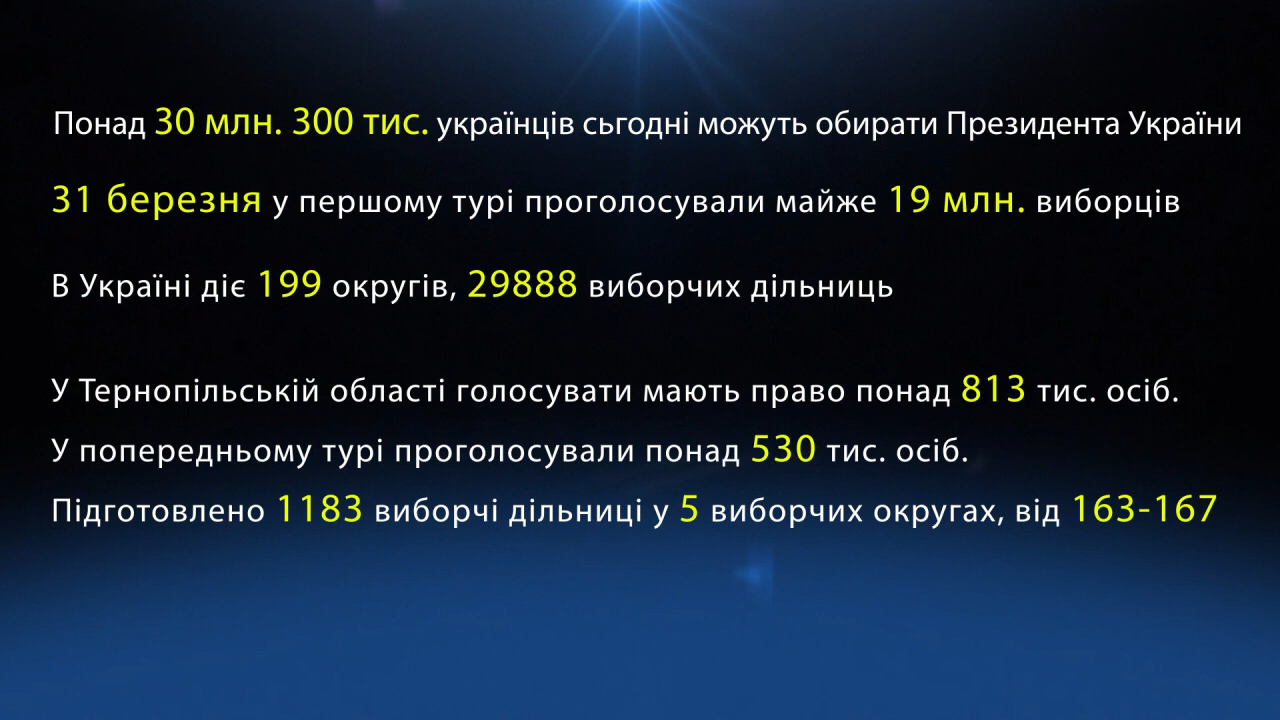 Понад 30 млн. 300 тис. українців сьгодні можуть обирати Президента України
31 березня у першому турі проголосували майже 19 млн. виборців
В Україні діє 199 округів, 29888 виборчих дільниць
У Тернопільській області голосувати мають право понад 813 тис. осіб.
У попередньому турі проголосували понад 530 тис. осіб.
Підготовлено 1183 виборчі дільниці у 5 виборчих округах, від 163-167